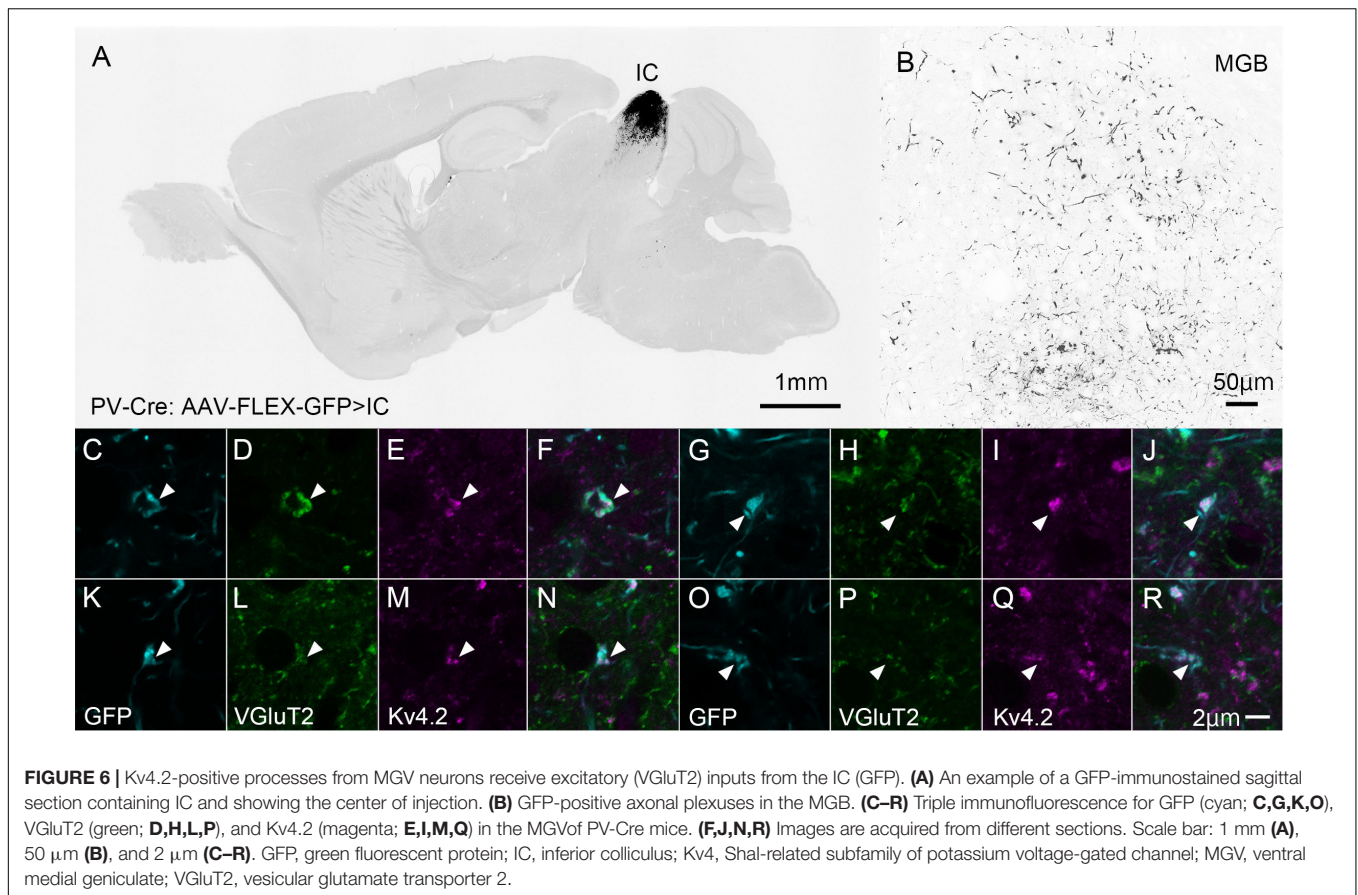 A
IC
B
MGB
1mm
50μm
PV-Cre: AAV-FLEX-GFP>IC
C
D
E
F
G
H
I
J
K
L
M
N
O
P
Q
R
GFP
VGluT2
Kv4.2
GFP
VGluT2
Kv4.2
2μm
FIGURE 6 | Kv4.2-positive processes from MGV neurons receive excitatory (VGluT2) inputs from the IC (GFP). (A) An example of a GFP-immunostained sagittal
section containing IC and showing the center of injection. (B) GFP-positive axonal plexuses in the MGB. (C–R) Triple immunofluorescence for GFP (cyan; C,G,K,O),
VGluT2 (green; D,H,L,P), and Kv4.2 (magenta; E,I,M,Q) in the MGVof PV-Cre mice. (F,J,N,R) Images are acquired from different sections. Scale bar: 1 mm (A),
50 μm (B), and 2 μm (C–R). GFP, green fluorescent protein; IC, inferior colliculus; Kv4, Shal-related subfamily of potassium voltage-gated channel; MGV, ventral
medial geniculate; VGluT2, vesicular glutamate transporter 2.